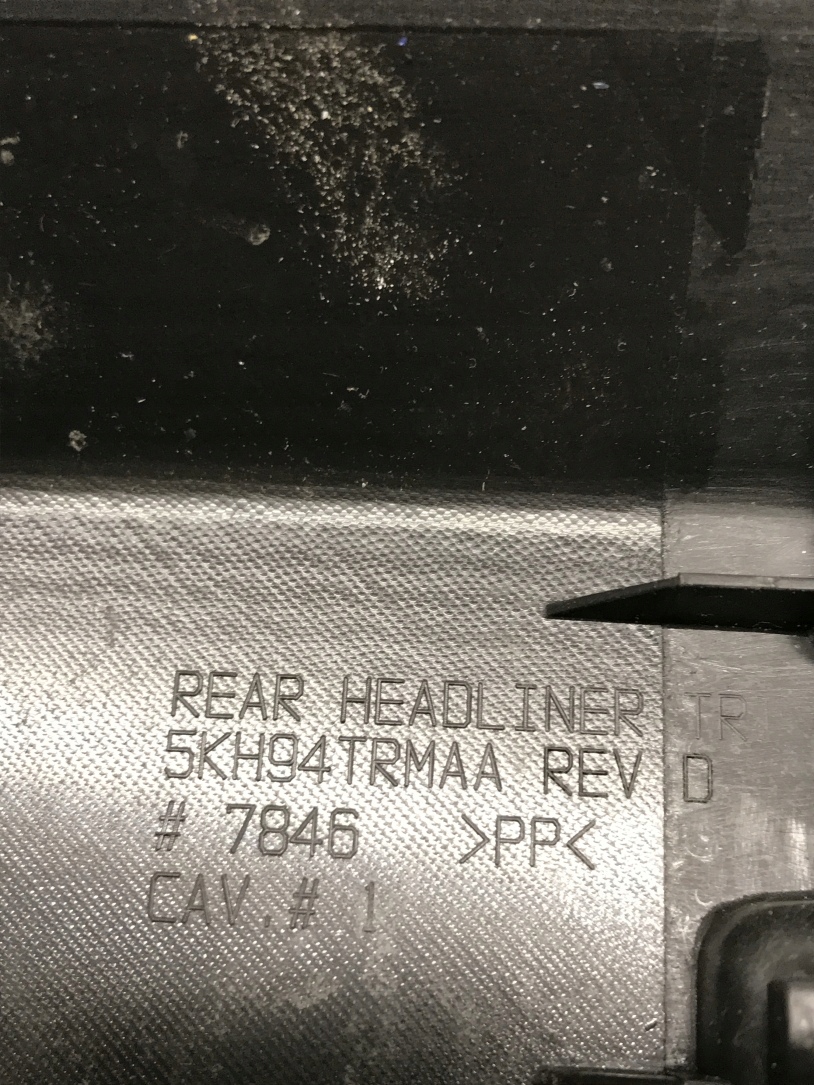 REAR HEADLINER TR
5KH94TRMAA REV D
# 7846 >PP<
CAV.# 1